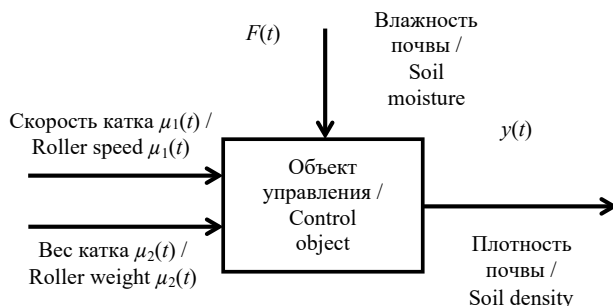 F(t)
Влажность
почвы /
Soil
moisture
Скорость катка μ₁(t) /
Roller speed μ₁(t)
y(t)
Объект
управления /
Control
object
Вес катка μ₂(t) /
Roller weight μ₂(t)
Плотность
почвы /
Soil density